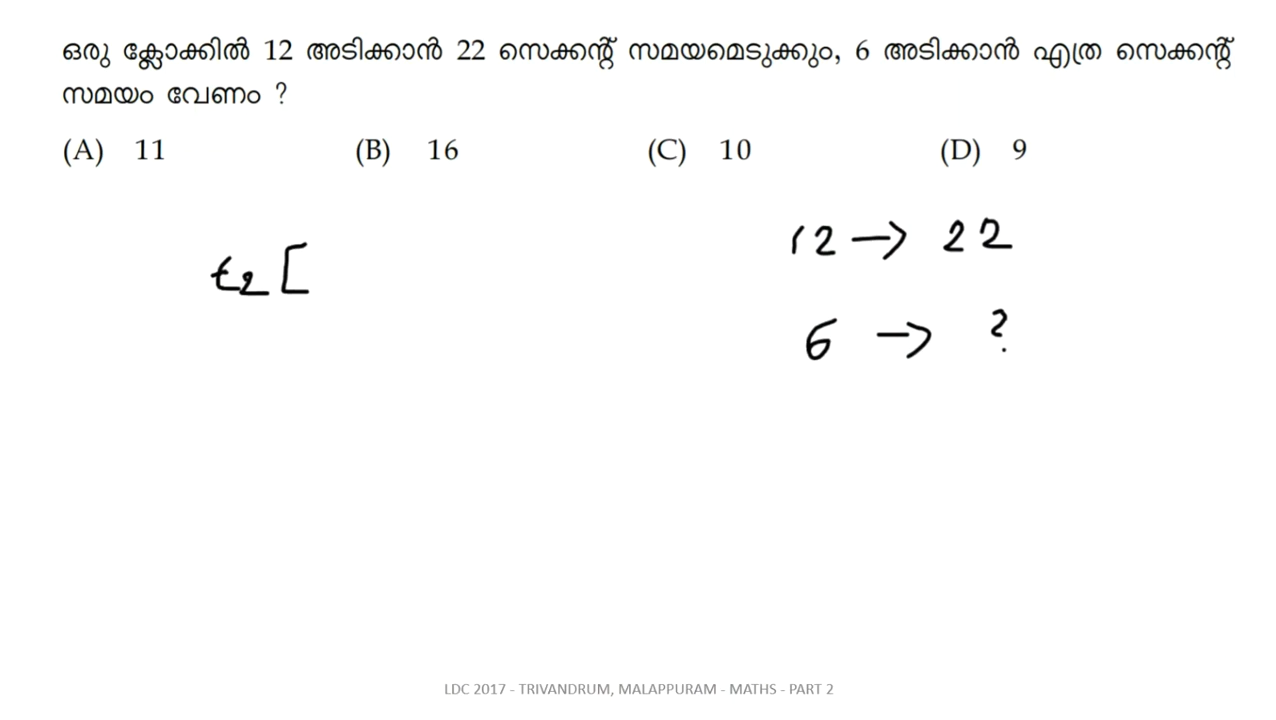 ഒരു ക്ലോക്കിൽ 12 അടിക്കാൻ 22 സെക്കന്റ് സമയമെടുക്കും, 6 അടിക്കാൻ എത്ര സെക്കന്റ്
സമയം വേണം ?
(A) 11 (B) 16 (C) 10 (D) 9
12 → 22
t2 [
6 → ?
LDC 2017 - TRIVANDRUM, MALAPPURAM - MATHS - PART 2